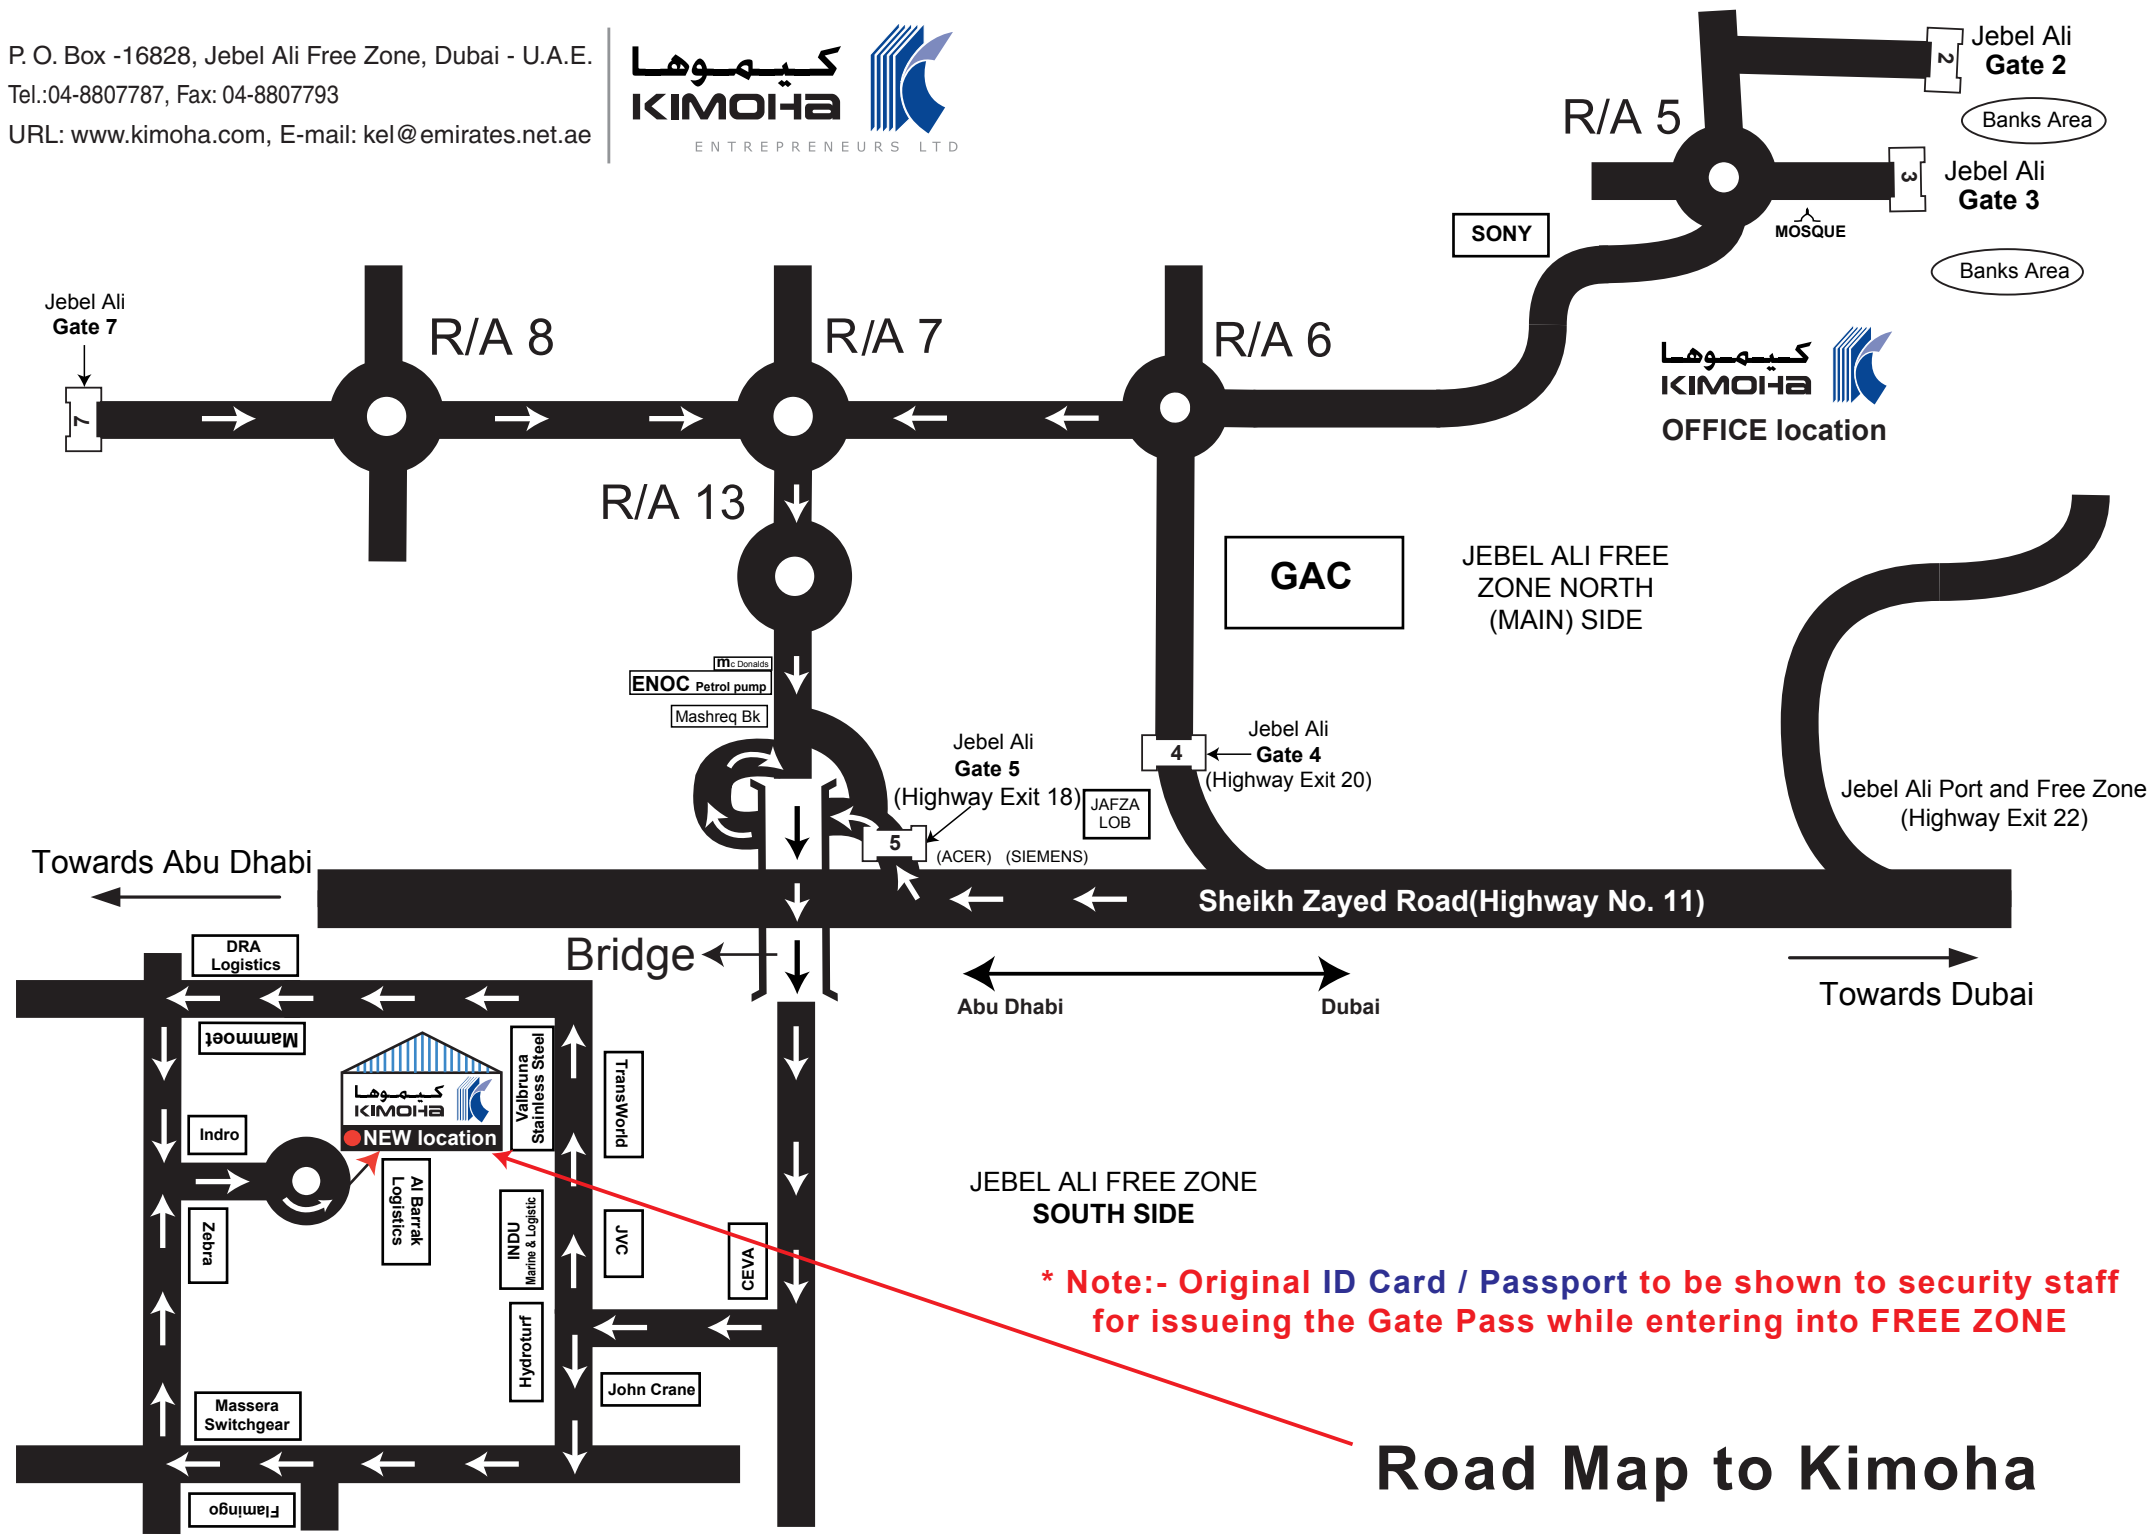 P. O. Box -16828, Jebel Ali Free Zone, Dubai - U.A.E.
Tel.:04-8807787, Fax: 04-8807793
URL: www.kimoha.com, E-mail: kel@emirates.net.ae
كيموها
KIMOHa
ENTREPRENEURS LTD
Jebel Ali
Gate 2
2
Banks Area
R/A 5
Jebel Ali
Gate 3
3
MOSQUE
SONY
Banks Area
Jebel Ali
Gate 7
7
R/A 8
R/A 7
R/A 6
كيموها
KIMOHa
OFFICE location
R/A 13
GAC
JEBEL ALI FREE
ZONE NORTH
(MAIN) SIDE
mc Donalds
ENOC Petrol pump
Mashreq Bk
Jebel Ali
Gate 5
(Highway Exit 18)
5
4
Jebel Ali
Gate 4
(Highway Exit 20)
JAFZA
LOB
(ACER) (SIEMENS)
Jebel Ali Port and Free Zone
(Highway Exit 22)
Towards Abu Dhabi
Sheikh Zayed Road(Highway No. 11)
Bridge
Abu Dhabi
Dubai
Towards Dubai
DRA
Logistics
Mammoet
كيموها
KIMOHa
NEW location
Valbruna
Stainless Steel
TransWorld
Indro
Zebra
Al Barrak
Logistics
INDU
Marine & Logistic
JVC
CEVA
JEBEL ALI FREE ZONE
SOUTH SIDE
* Note:- Original ID Card / Passport to be shown to security staff
for issueing the Gate Pass while entering into FREE ZONE
Hydroturf
John Crane
Massera
Switchgear
Flamingo
Road Map to Kimoha